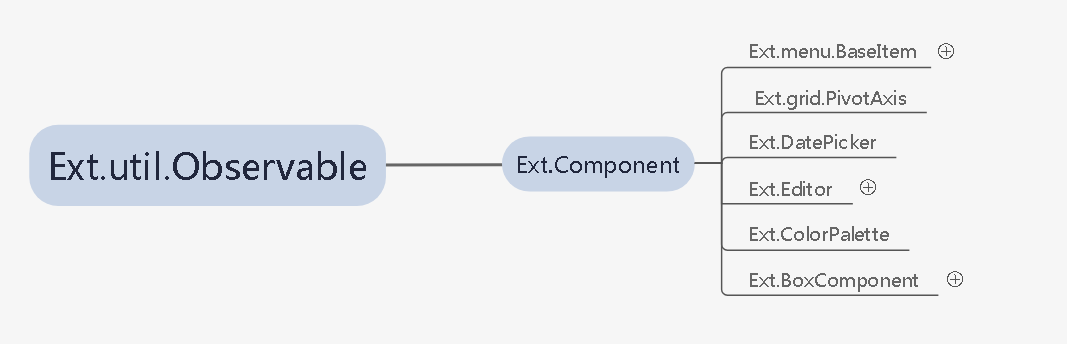 Ext.util.Observable
Ext.Component
Ext.menu.BaseItem
Ext.grid.PivotAxis
Ext.DatePicker
Ext.Editor
Ext.ColorPalette
Ext.BoxComponent